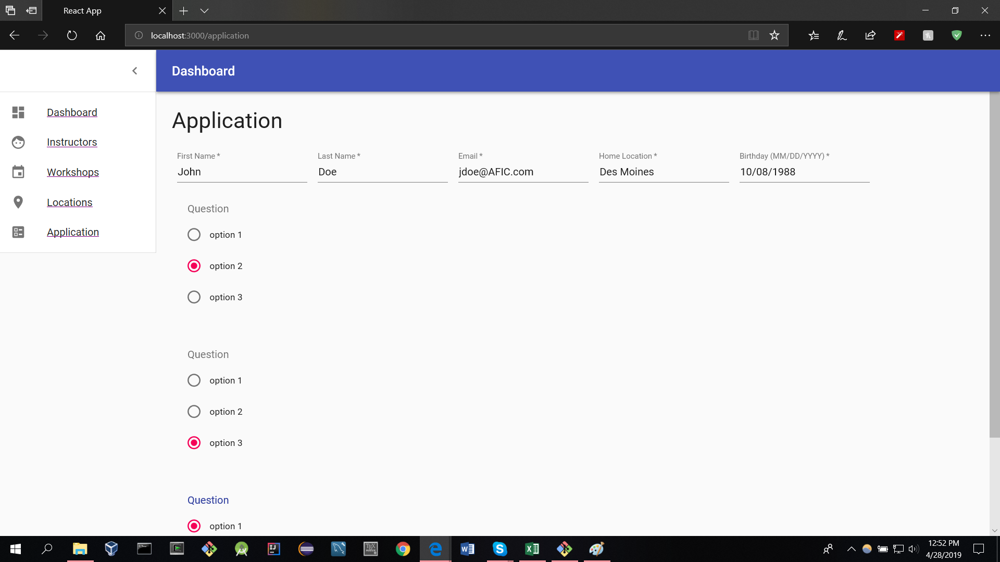 React App
localhost:3000/application
Dashboard
Dashboard
Instructors
Workshops
Locations
Application
Application
First Name * Last Name * Email * Home Location * Birthday (MM/DD/YYYY) *
John Doe jdoe@AFIC.com Des Moines 10/08/1988
Question
option 1
option 2
option 3
Question
option 1
option 2
option 3
Question
option 1
12:52 PM
4/28/2019